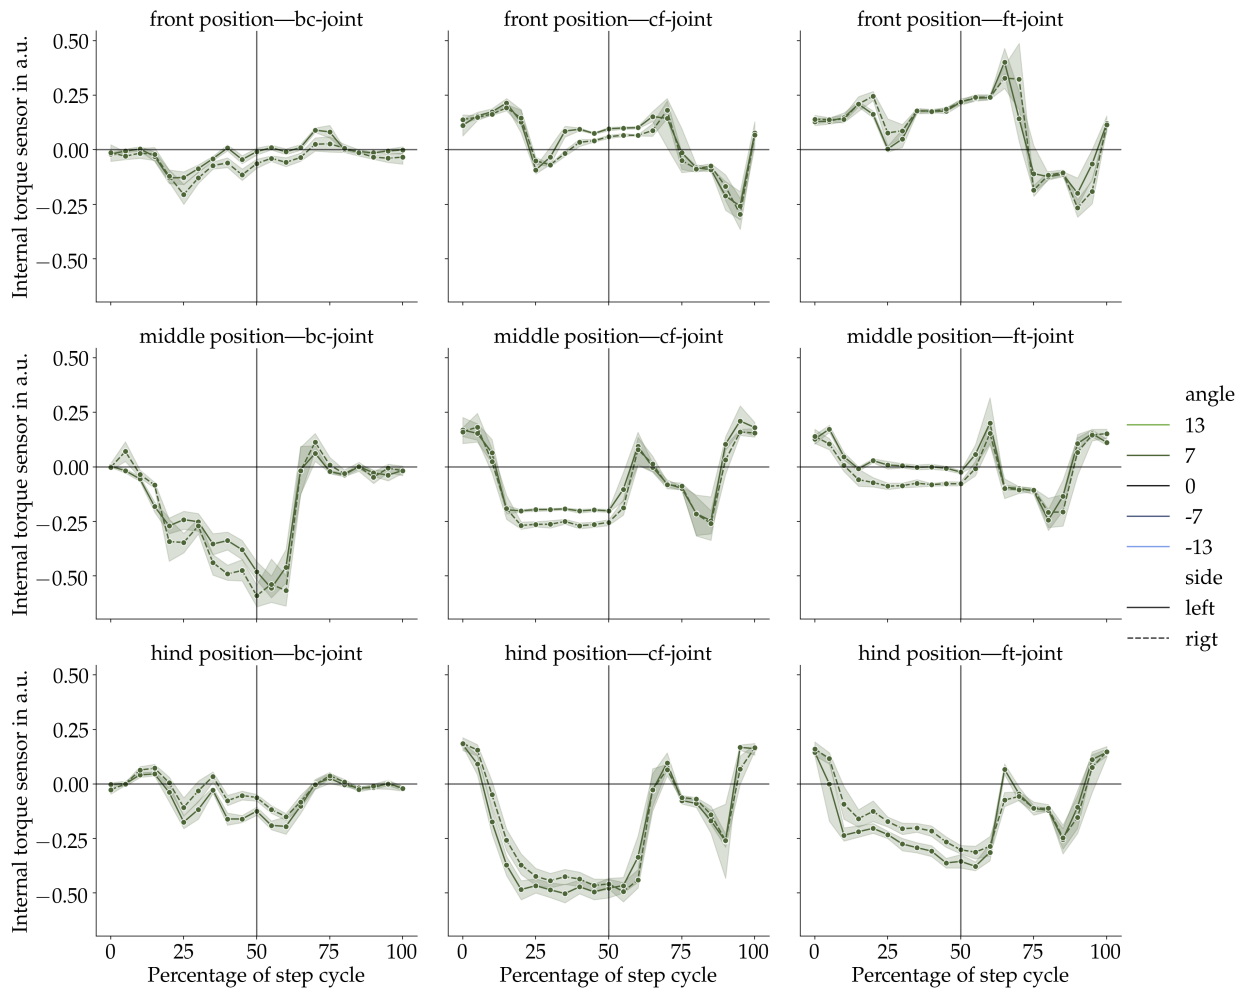 front position—bc-joint
front position—cf-joint
front position—ft-joint
Internal torque sensor in a.u.
0.50
0.25
0.00
−0.25
−0.50
middle position—bc-joint
middle position—cf-joint
middle position—ft-joint
Internal torque sensor in a.u.
0.50
0.25
0.00
−0.25
−0.50
hind position—bc-joint
hind position—cf-joint
hind position—ft-joint
Internal torque sensor in a.u.
0.50
0.25
0.00
−0.25
−0.50
0 25 50 75 100
0 25 50 75 100
0 25 50 75 100
Percentage of step cycle
Percentage of step cycle
Percentage of step cycle
angle
13
7
0
-7
-13
side
left
rigt